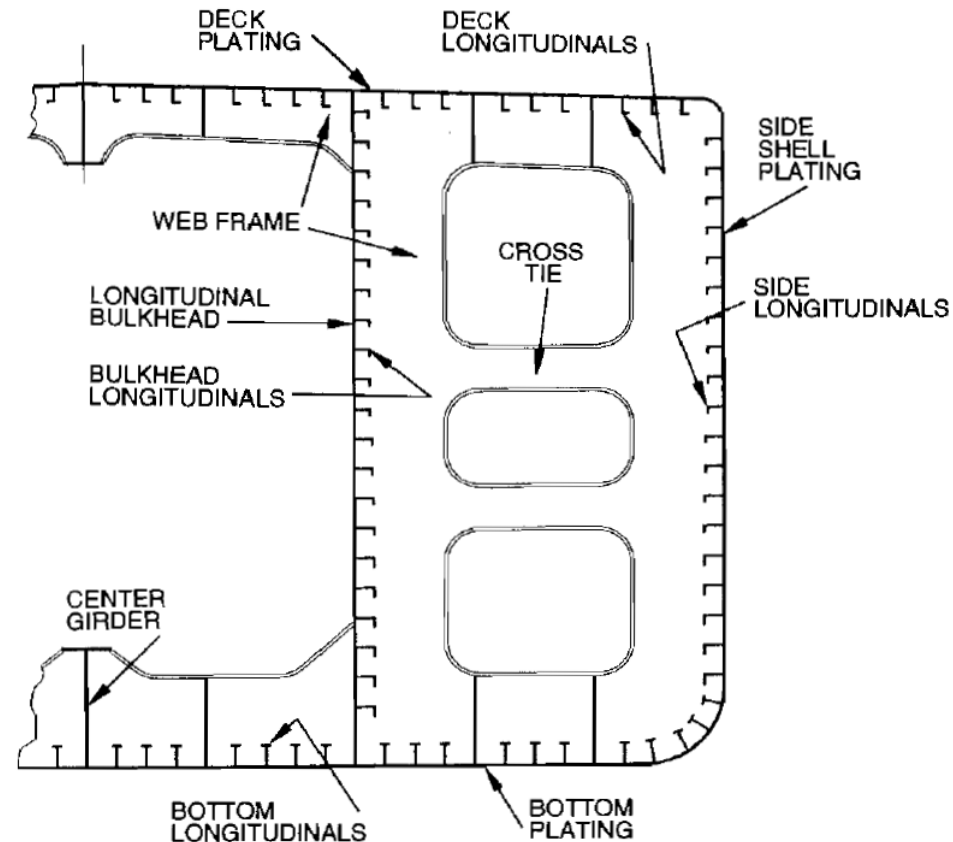 DECK
PLATING
DECK
LONGITUDINALS
SIDE
SHELL
PLATING
WEB FRAME
CROSS
TIE
LONGITUDINAL
BULKHEAD
SIDE
LONGITUDINALS
BULKHEAD
LONGITUDINALS
CENTER
GIRDER
BOTTOM
LONGITUDINALS
BOTTOM
PLATING